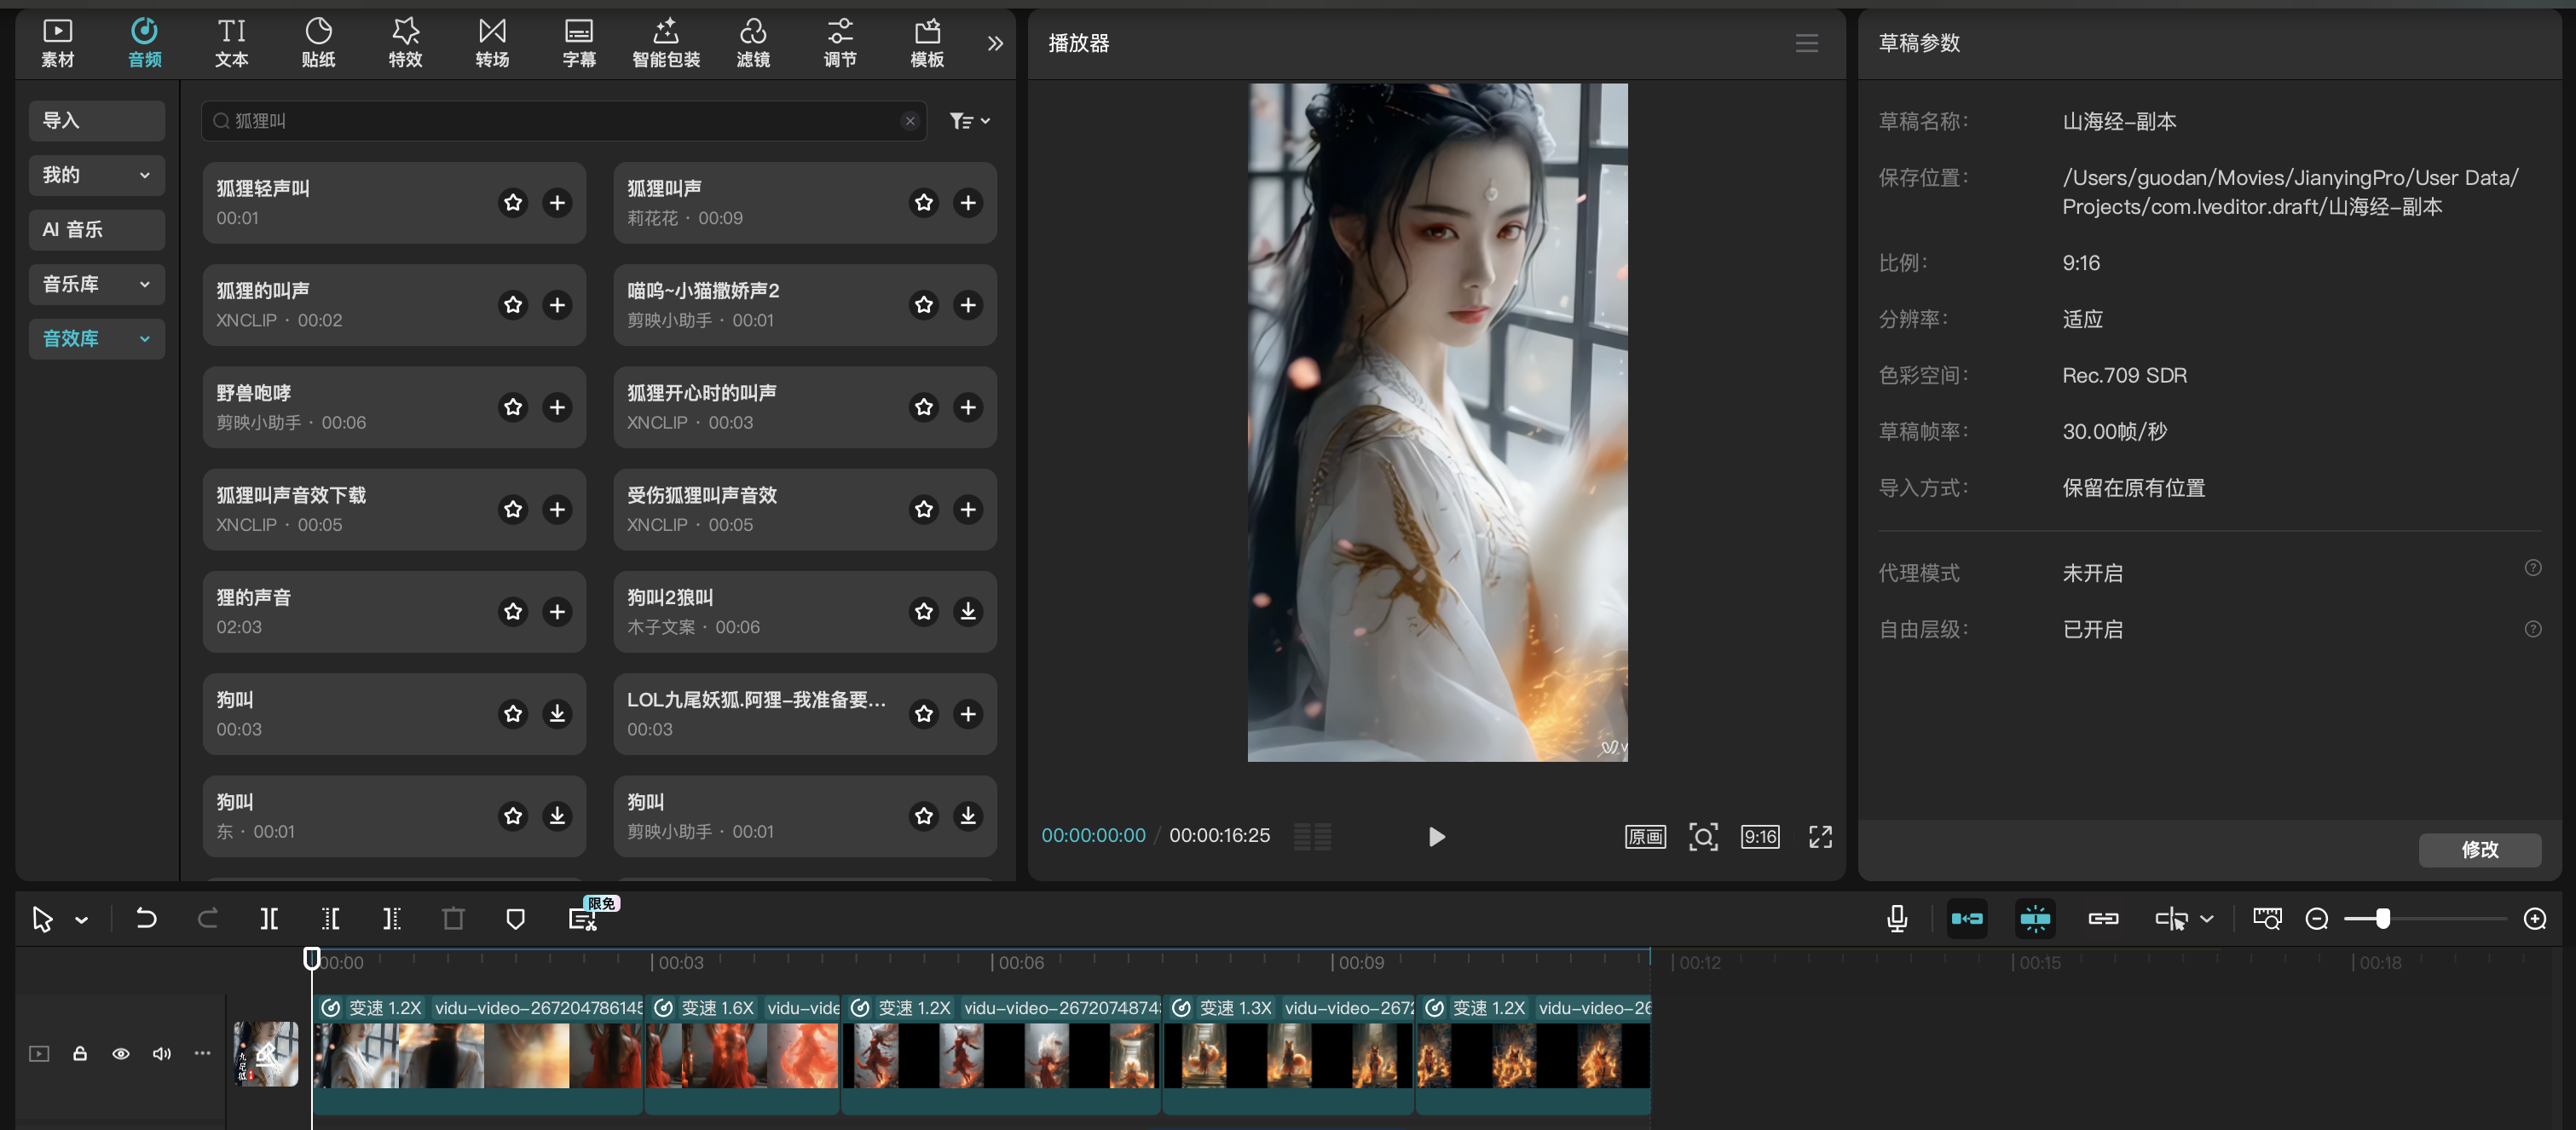 素材
音频
文本
贴纸
特效
转场
字幕
智能包装
滤镜
调节
模板
导入
我的
AI 音乐
音乐库
音效库
狐狸叫
狐狸轻声叫
00:01
狐狸叫声
莉花花 · 00:09
狐狸的叫声
XNCLIP · 00:02
喵呜~小猫撒娇声2
剪映小助手 · 00:01
野兽咆哮
剪映小助手 · 00:06
狐狸开心时的叫声
XNCLIP · 00:03
狐狸叫声音效下载
XNCLIP · 00:05
受伤狐狸叫声音效
XNCLIP · 00:05
狸的声音
02:03
狗叫2狼叫
木子文案 · 00:06
狗叫
00:03
LOL九尾妖狐.阿狸-我准备要...
00:03
狗叫
东 · 00:01
狗叫
剪映小助手 · 00:01
播放器
00:00:00:00 / 00:00:16:25
原画
9:16
草稿参数
草稿名称：
山海经-副本
保存位置：
/Users/guodan/Movies/JianyingPro/User Data/
Projects/com.lveditor.draft/山海经-副本
比例：
9:16
分辨率：
适应
色彩空间：
Rec.709 SDR
草稿帧率：
30.00帧/秒
导入方式：
保留在原有位置
代理模式
未开启
自由层级：
已开启
修改
限免
00:00
00:03
00:06
00:09
00:12
00:15
00:18
变速 1.2X vidu-video-267204786145
变速 1.6X vidu-vide
变速 1.2X vidu-video-2672074874
变速 1.3X vidu-video-2672
变速 1.2X vidu-video-26
九尾狐